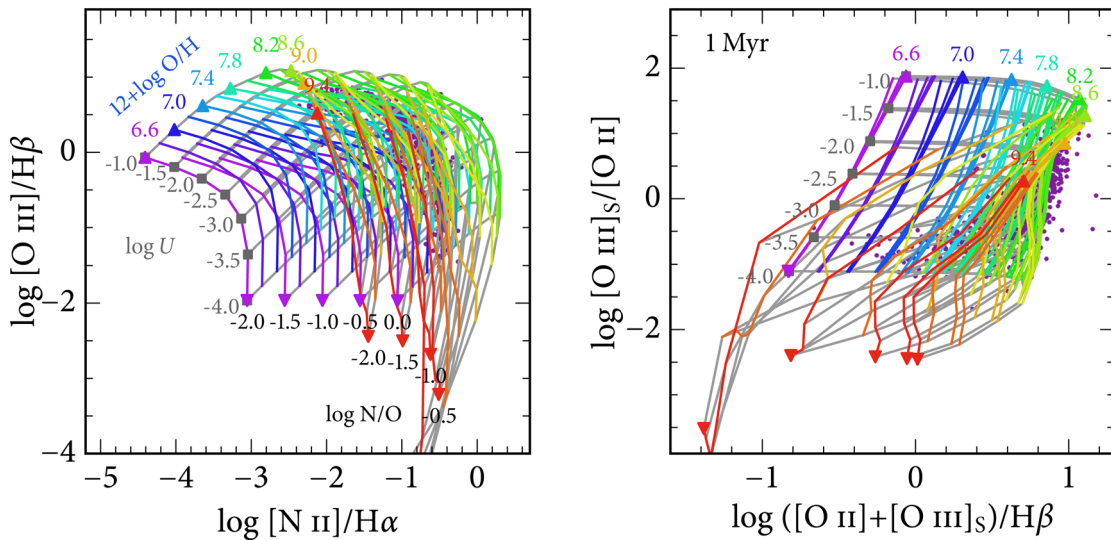 8.2 8.6
9.0
7.8
9.4
7.4
12+log O/H
7.0
6.6
-1.0
-1.5
-2.0
-2.5
-3.0
log U
-3.5
-4.0
-2.0 -1.5 -1.0 -0.5 0.0
-2.0
-1.5
-1.0
-0.5
log N/O
0
−2
−4
log [O III]/Hβ
−5 −4 −3 −2 −1 0
log [N II]/Hα
1 Myr
6.6 7.0 7.4 7.8
8.2
8.6
9.4
-1.0
-1.5
-2.0
-2.5
-3.0
-3.5
-4.0
2
0
−2
log [O III]S/[O II]
−1 0 1
log ([O II]+[O III]S)/Hβ